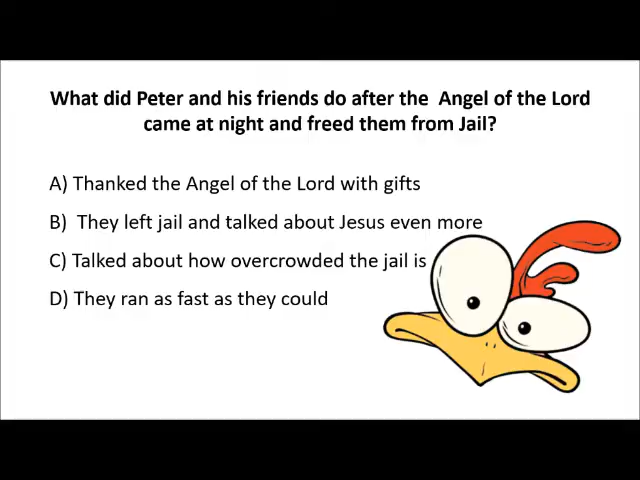 What did Peter and his friends do after the  Angel of the Lord
came at night and freed them from Jail?
A) Thanked the Angel of the Lord with gifts
B)  They left jail and talked about Jesus even more
C) Talked about how overcrowded the jail is
D) They ran as fast as they could